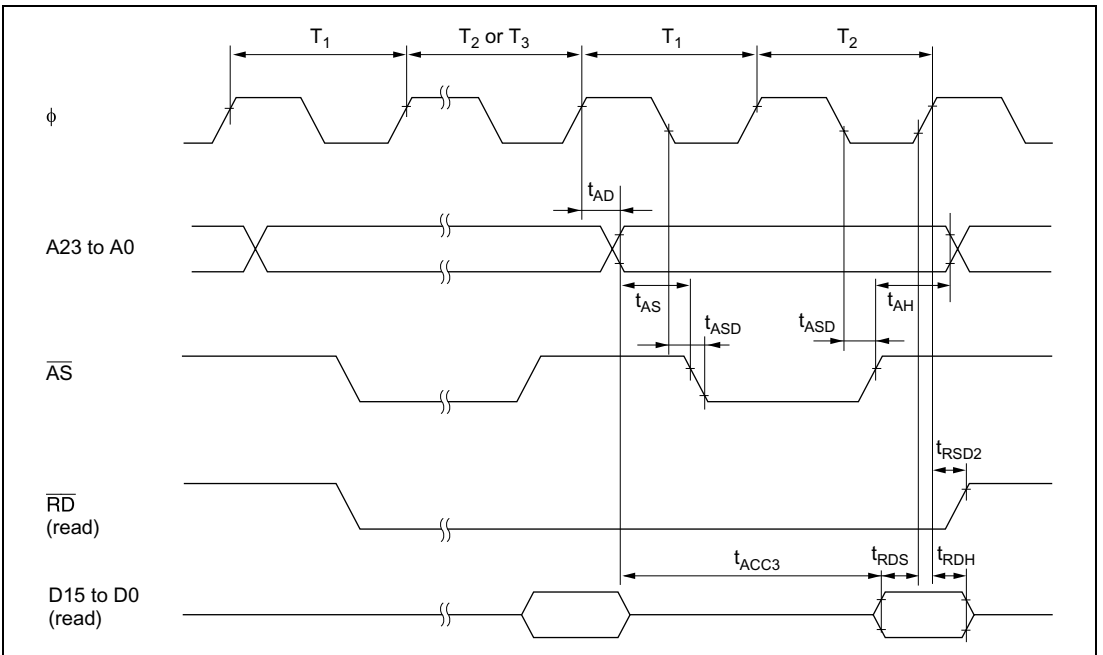 T1 T2 or T3 T1 T2
ϕ
tAD
A23 to A0
tAS tASD tASD tAH
AS
tRSD2
RD
(read)
tACC3 tRDS tRDH
D15 to D0
(read)